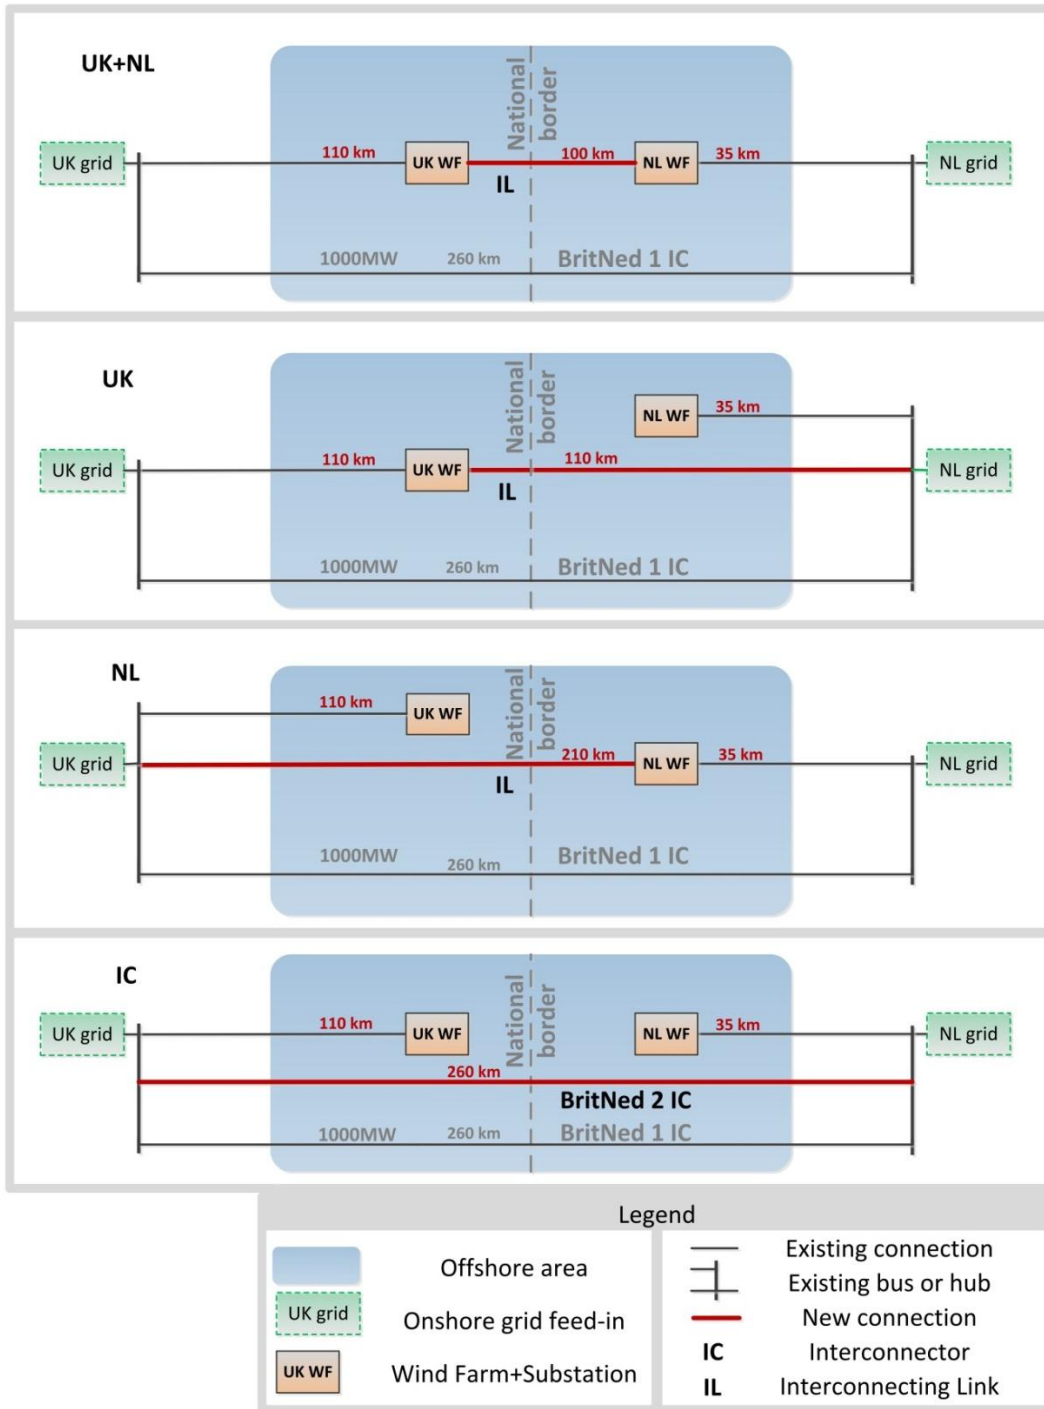 UK+NL
National
border
UK grid
110 km
UK WF
100 km
NL WF
35 km
NL grid
IL
1000MW
260 km
BritNed 1 IC
UK
National
border
NL WF
35 km
UK grid
110 km
UK WF
110 km
NL grid
IL
1000MW
260 km
BritNed 1 IC
NL
National
border
110 km
UK WF
UK grid
210 km
NL WF
35 km
NL grid
IL
1000MW
260 km
BritNed 1 IC
IC
National
border
UK grid
110 km
UK WF
NL WF
35 km
NL grid
260 km
BritNed 2 IC
1000MW
260 km
BritNed 1 IC
Legend
Offshore area
UK grid
Onshore grid feed-in
UK WF
Wind Farm+Substation
Existing connection
Existing bus or hub
New connection
IC
Interconnector
IL
Interconnecting Link